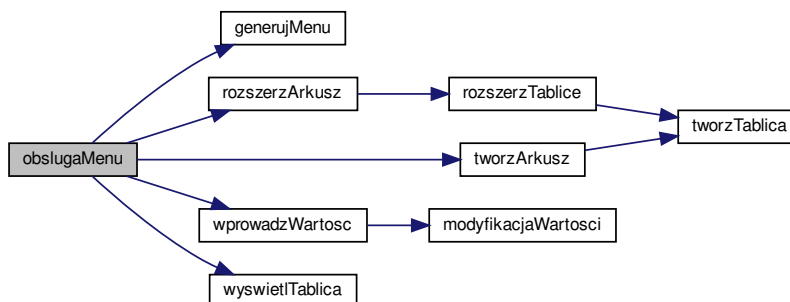 generujMenu
rozszerzArkusz
rozszerzTablice
tworzTablica
obslugaMenu
tworzArkusz
wprowadzWartosc
modyfikacjaWartosci
wyswietlTablica